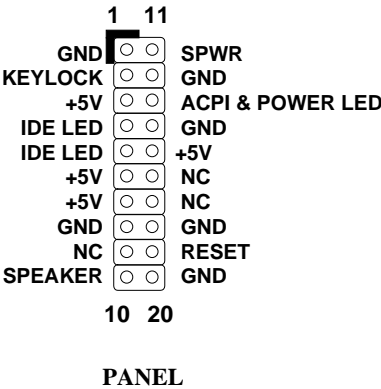 1 11
GND SPWR
KEYLOCK GND
+5V ACPI & POWER LED
IDE LED GND
IDE LED +5V
+5V NC
+5V NC
GND GND
NC RESET
SPEAKER GND
10 20
PANEL